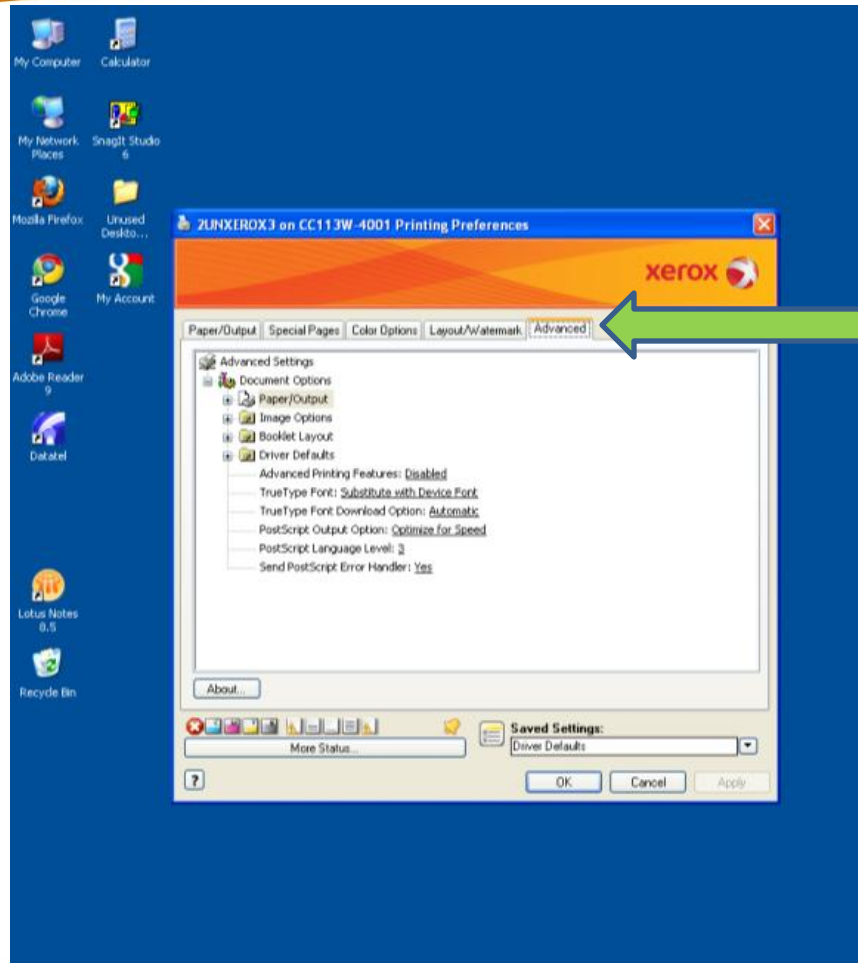 My Computer
Calculator
My Network
Places
SnagIt Studio
6
Mozilla Firefox
Unused
Deskto...
Google
Chrome
My Account
Adobe Reader
9
Datatel
Lotus Notes
8.5
Recycle Bin
2UNXEROX3 on CC113W-4001 Printing Preferences
xerox
Paper/Output Special Pages Color Options Layout/Watermark Advanced
Advanced Settings
Document Options
Paper/Output
Image Options
Booklet Layout
Driver Defaults
Advanced Printing Features: Disabled
TrueType Font: Substitute with Device Font
TrueType Font Download Option: Automatic
PostScript Output Option: Optimize for Speed
PostScript Language Level: 3
Send PostScript Error Handler: Yes
About...
More Status...
Saved Settings:
Driver Defaults
?
OK Cancel Apply